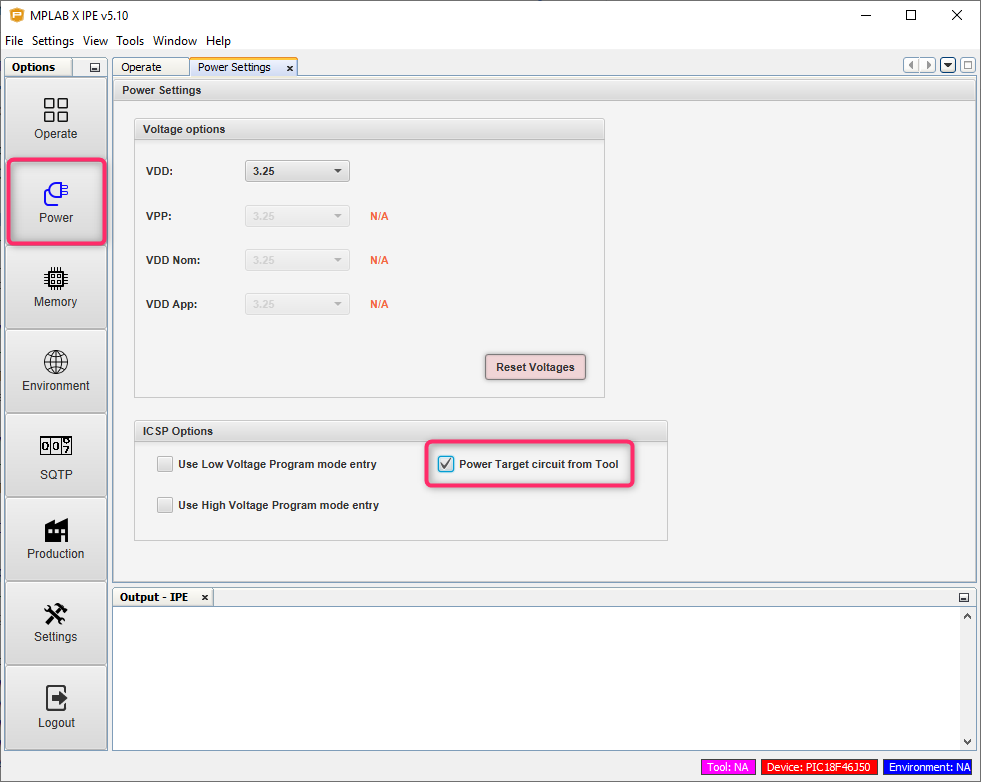 MPLAB X IPE v5.10
File Settings View Tools Window Help
Options
Operate
Power Settings
Operate
Power
Memory
Environment
007
SQTP
Production
Settings
Logout
Power Settings
Voltage options
VDD: 3.25
VPP: 3.25 N/A
VDD Nom: 3.25 N/A
VDD App: 3.25 N/A
Reset Voltages
ICSP Options
Use Low Voltage Program mode entry
Power Target circuit from Tool
Use High Voltage Program mode entry
Output - IPE
Tool: NA Device: PIC18F46J50 Environment: NA